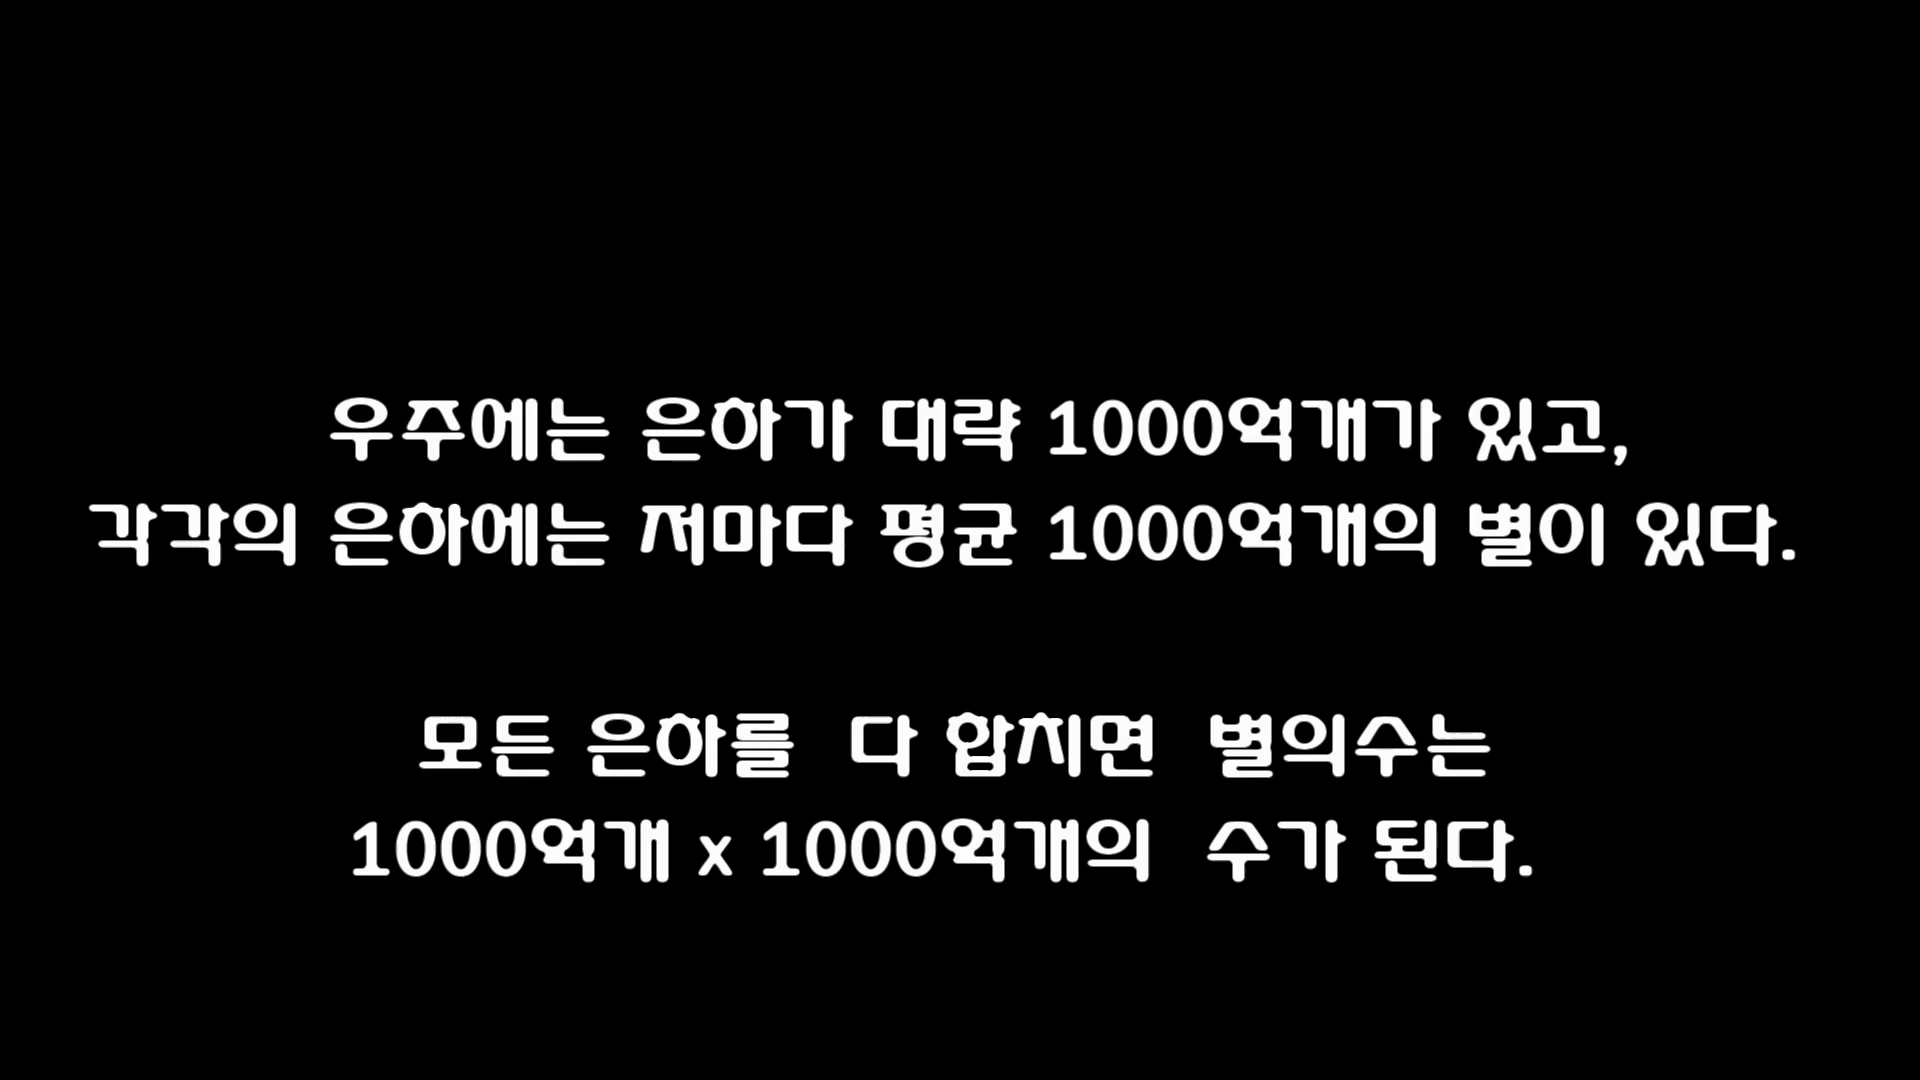 우주에는 은하가 대략 1000억개가 있고,
각각의 은하에는 저마다 평균 1000억개의 별이 있다.
모든 은하를 다 합치면 별의수는
1000억개 x 1000억개의 수가 된다.